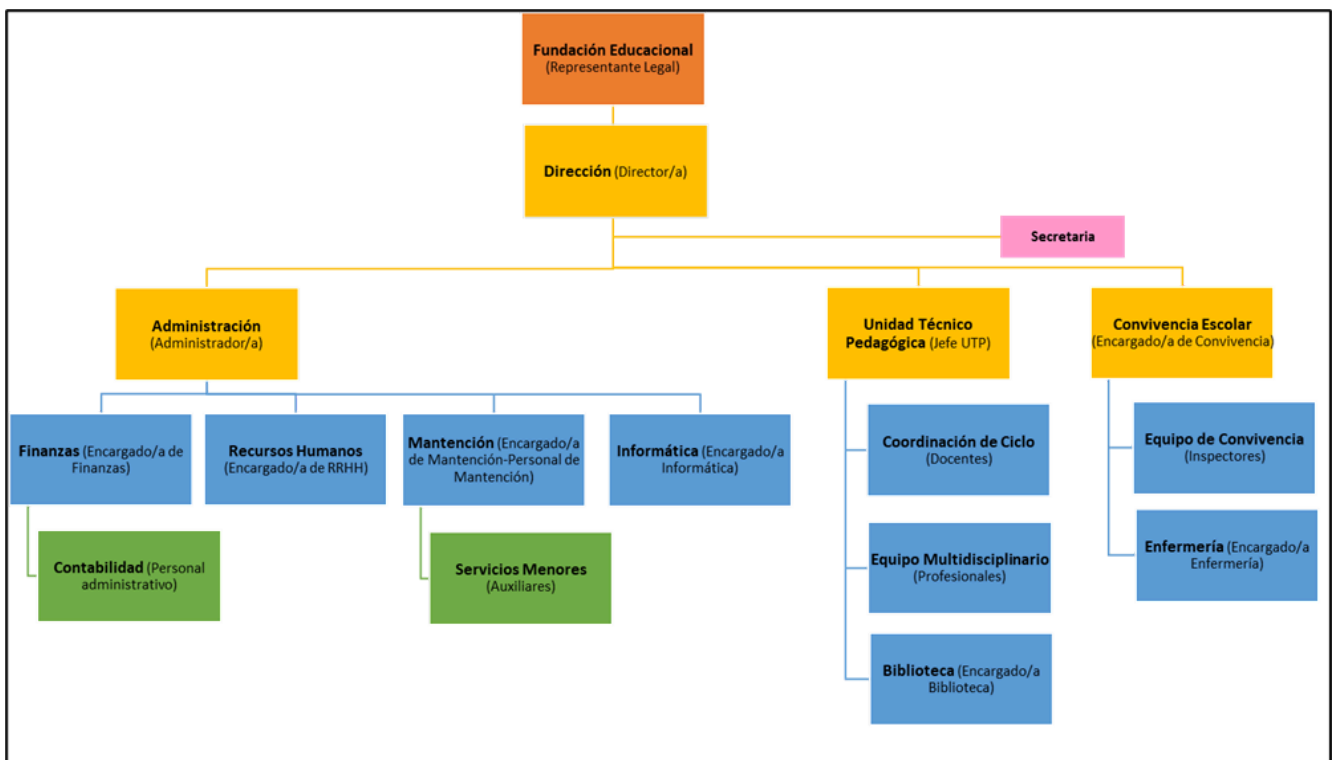 Fundación Educacional
(Representante Legal)
Dirección (Director/a)
Secretaria
Administración
(Administrador/a)
Unidad Técnico
Pedagógica (Jefe UTP)
Convivencia Escolar
(Encargado/a de Convivencia)
Finanzas (Encargado/a de
Finanzas)
Recursos Humanos
(Encargado/a de RRHH)
Mantención (Encargado/a
de Mantención-Personal de
Mantención)
Informática (Encargado/a
Informática)
Coordinación de Ciclo
(Docentes)
Equipo de Convivencia
(Inspectores)
Contabilidad (Personal
administrativo)
Servicios Menores
(Auxiliares)
Equipo Multidisciplinario
(Profesionales)
Enfermería (Encargado/a
Enfermería)
Biblioteca (Encargado/a
Biblioteca)